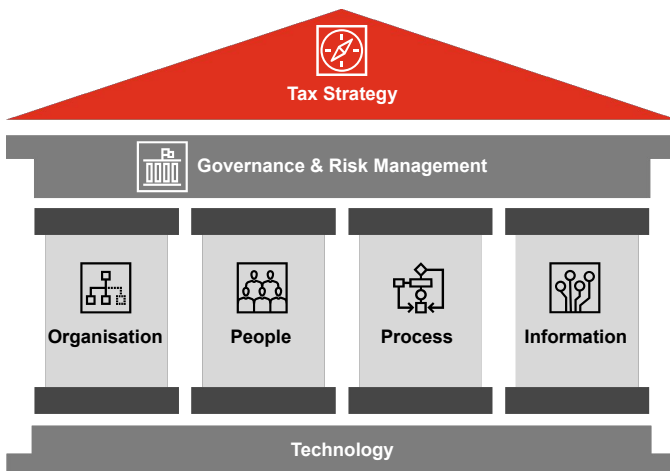 Tax Strategy
Governance & Risk Management
Organisation
People
Process
Information
Technology